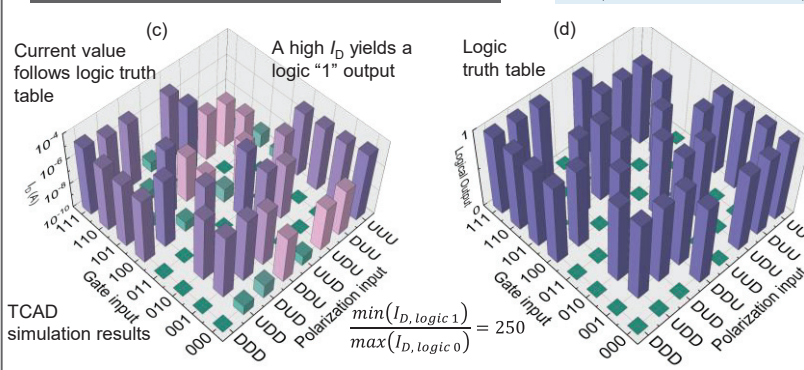 (c)
Current value
follows logic truth
table
A high I_D yields a
logic “1” output
10^-4
10^-6
10^-8
10^-10
I_D(A)
111
110
101
100
011
010
001
000
Gate input
DDD
UDD
DUD
DDU
UUD
UDU
DUU
UUU
Polarization input
TCAD
simulation results
min(I_D, logic 1)
max(I_D, logic 0)
= 250
(d)
Logic
truth table
1
0
Logical Output
111
110
101
100
011
010
001
000
Gate input
DDD
UDD
DUD
DDU
UUD
UDU
DUU
Polarization input